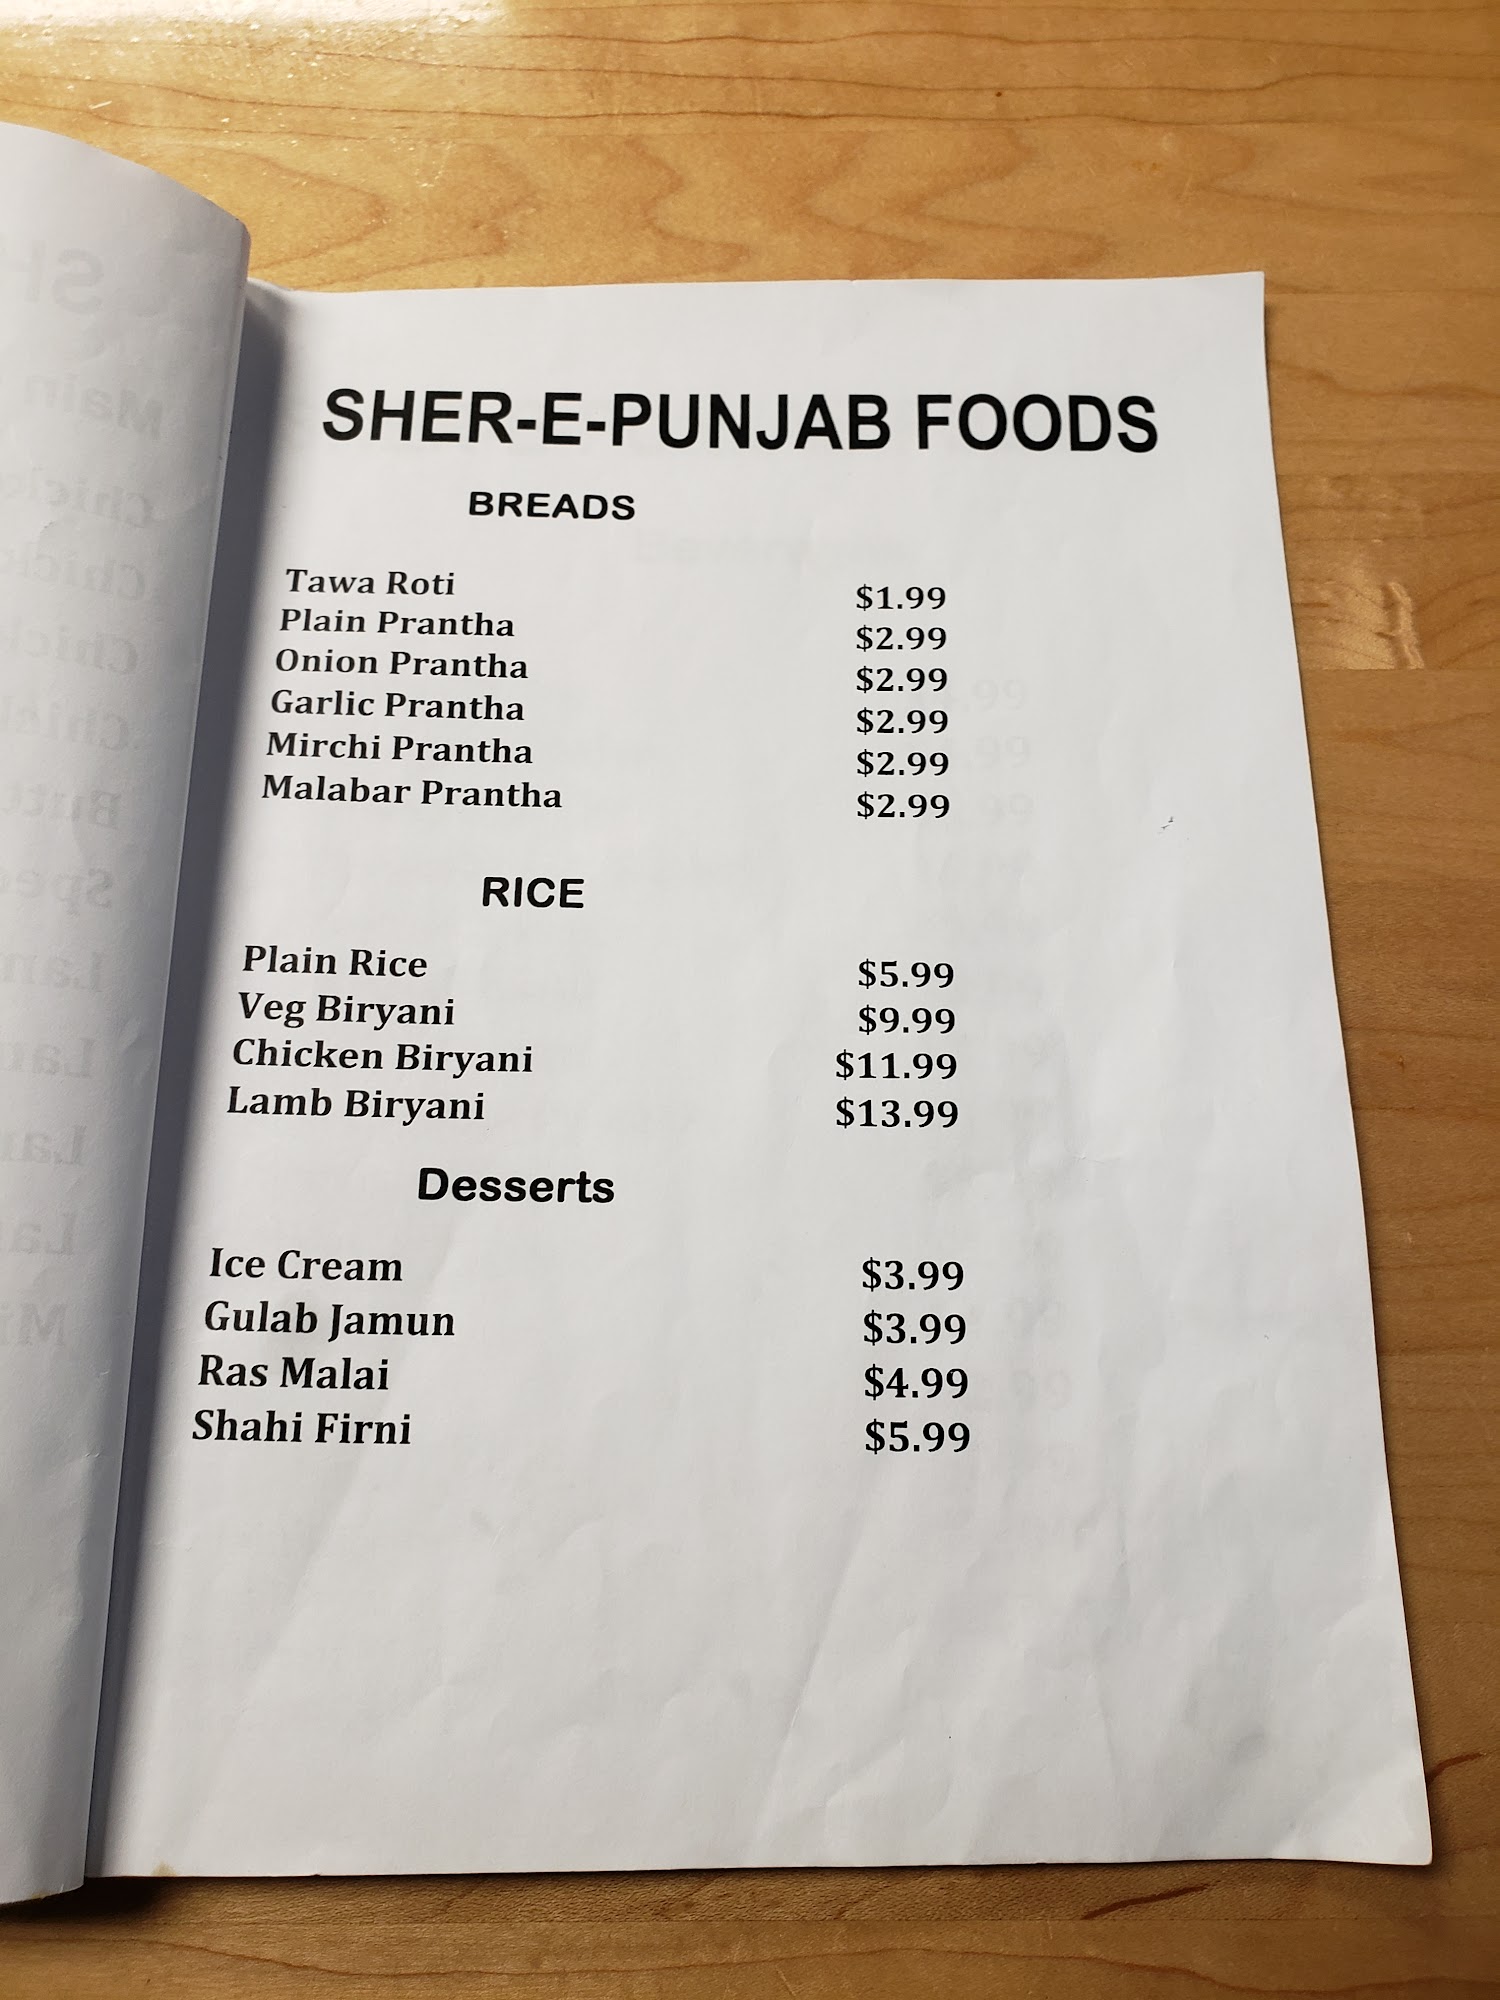 SHER-E-PUNJAB FOODS
BREADS
Tawa Roti $1.99
Plain Prantha $2.99
Onion Prantha $2.99
Garlic Prantha $2.99
Mirchi Prantha $2.99
Malabar Prantha $2.99
RICE
Plain Rice $5.99
Veg Biryani $9.99
Chicken Biryani $11.99
Lamb Biryani $13.99
Desserts
Ice Cream $3.99
Gulab Jamun $3.99
Ras Malai $4.99
Shahi Firni $5.99